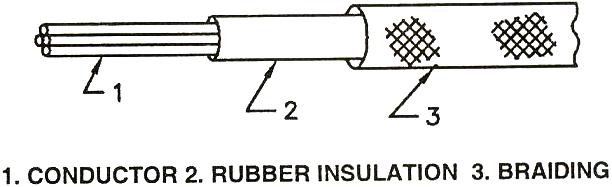 1
2
3
1. CONDUCTOR 2. RUBBER INSULATION 3. BRAIDING